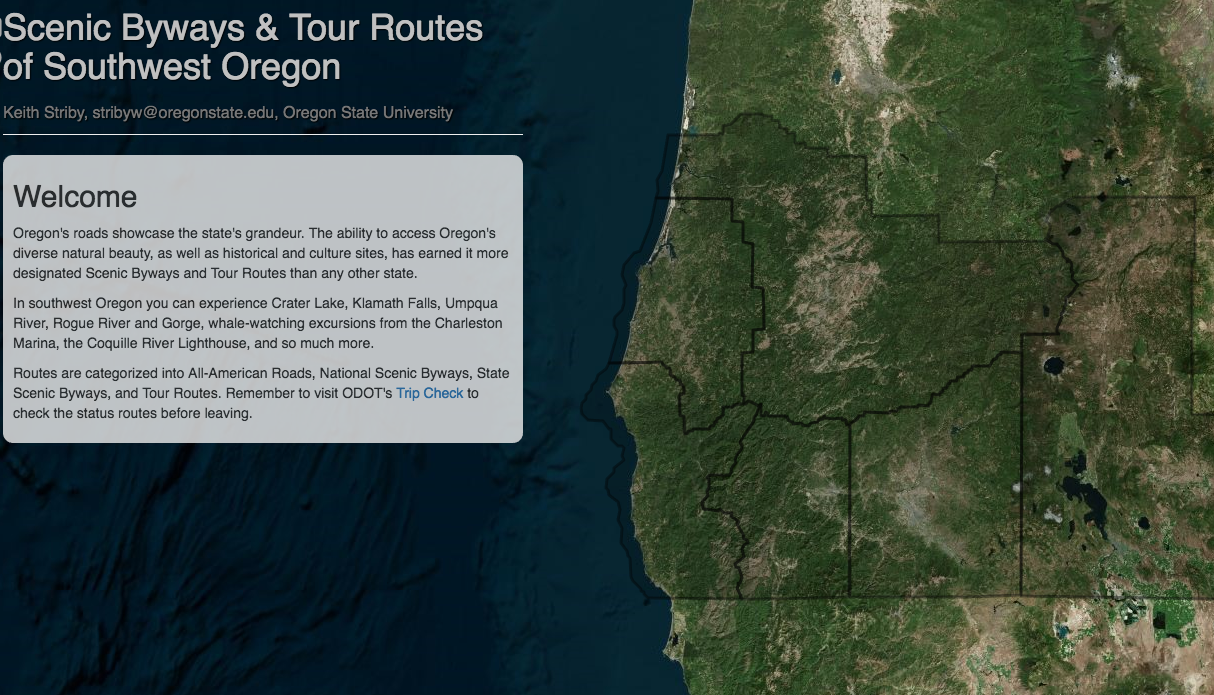 Scenic Byways & Tour Routes
of Southwest Oregon
Keith Striby, stribyw@oregonstate.edu, Oregon State University
Welcome
Oregon's roads showcase the state's grandeur. The ability to access Oregon's
diverse natural beauty, as well as historical and culture sites, has earned it more
designated Scenic Byways and Tour Routes than any other state.
In southwest Oregon you can experience Crater Lake, Klamath Falls, Umpqua
River, Rogue River and Gorge, whale-watching excursions from the Charleston
Marina, the Coquille River Lighthouse, and so much more.
Routes are categorized into All-American Roads, National Scenic Byways, State
Scenic Byways, and Tour Routes. Remember to visit ODOT's Trip Check to
check the status routes before leaving.